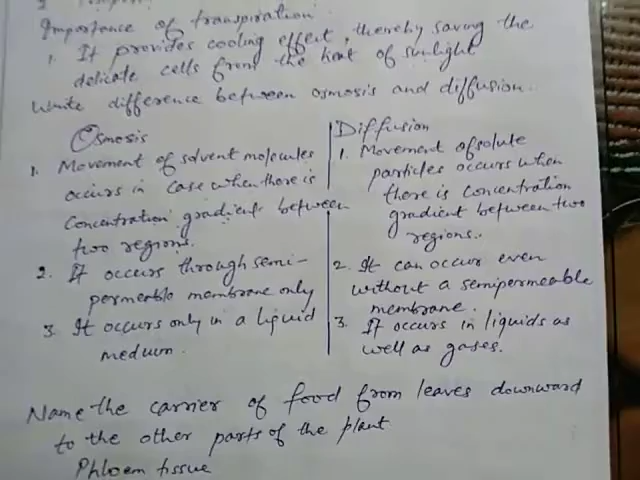 Importance of transpiration.
1. It provides cooling effect, thereby saving the
delicate cells from the heat of sunlight
Write difference between osmosis and diffusion.
Osmosis
1. Movement of solvent molecules
occurs in case when there is
concentration gradient between
two regions.
2. It occurs through semi-
permeable membrane only
3. It occurs only in a liquid
medium.
Diffusion
1. Movement of solute
particles occurs when
there is concentration
gradient between two
regions.
2. It can occur even
without a semipermeable
membrane.
3. It occurs in liquids as
well as gases.
Name the carrier of food from leaves downward
to the other parts of the plant
Phloem tissue